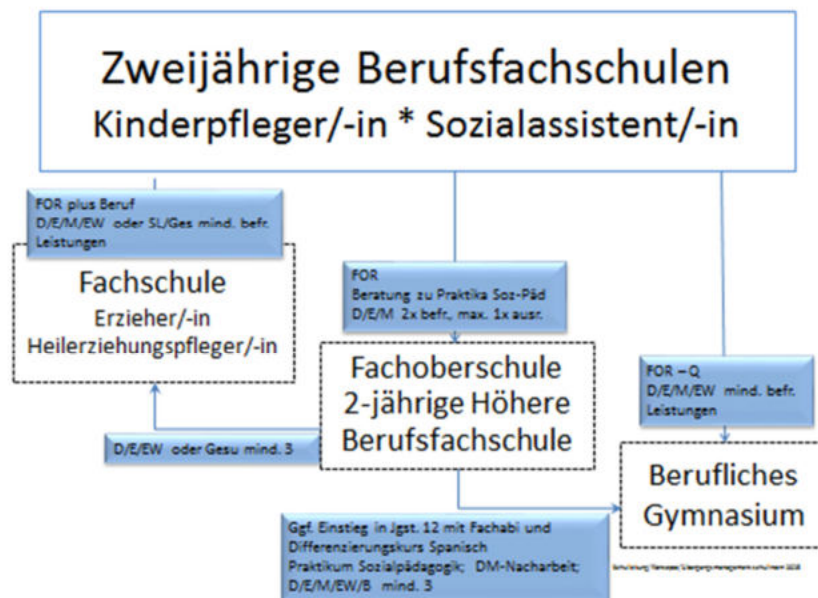 Zweijährige Berufsfachschulen
Kinderpfleger/-in * Sozialassistent/-in
FOR plus Beruf
D/E/M/EW oder SL/Ges mind. befr.
Leistungen
Fachschule
Erzieher/-in
Heilerziehungspfleger/-in
FOR
Beratung zu Praktika Soz-Päd
D/E/M 2x befr., max. 1x ausr.
Fachoberschule
2-jährige Höhere
Berufsfachschule
FOR –Q
D/E/M/EW mind. befr.
Leistungen
D/E/EW oder Gesu mind. 3
Berufliches
Gymnasium
Ggf. Einstieg in Jgst. 12 mit Fachabi und
Differenzierungskurs Spanisch
Praktikum Sozialpädagogik; DM-Nacharbeit;
D/E/M/EW/B mind. 3